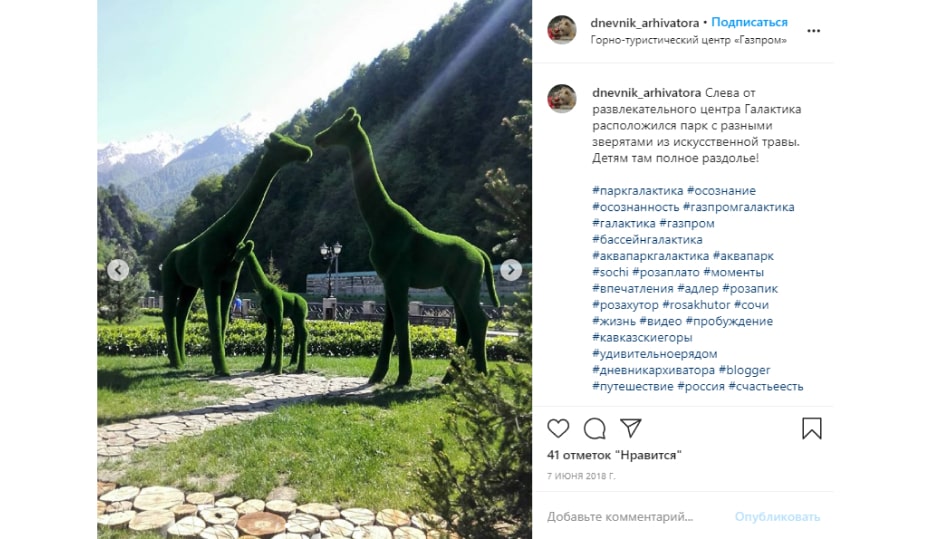 dnevnik_arhivatora • Подписаться
Горно-туристический центр «Газпром»
dnevnik_arhivatora Слева от
развлекательного центра Галактика
расположился парк с разными
зверятами из искусственной травы.
Детям там полное раздолье!
#паркгалактика #осознание
#осознанность #газпромгалактика
#галактика #газпром
#бассейнгалактика
#аквапаркгалактика #аквапарк
#sochi #розаплато #моменты
#впечатления #адлер #розапик
#розахутор #rosakhutor #сочи
#жизнь #видео #пробуждение
#кавказскиегоры
#удивительноерядом
#дневникархиватора #blogger
#путешествие #россия #счастьеесть
41 отметок "Нравится"
7 ИЮНЯ 2018 Г.
Добавьте комментарий... Опубликовать